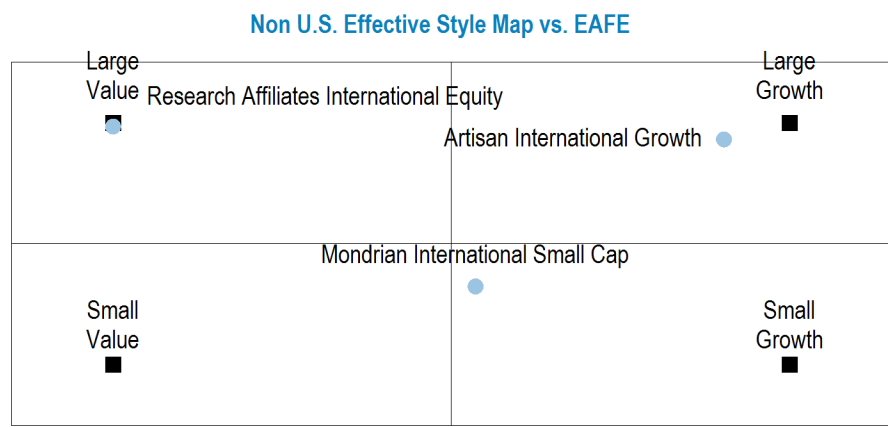 Non U.S. Effective Style Map vs. EAFE
Large
Value
Large
Growth
Research Affiliates International Equity
Artisan International Growth
Mondrian International Small Cap
Small
Value
Small
Growth